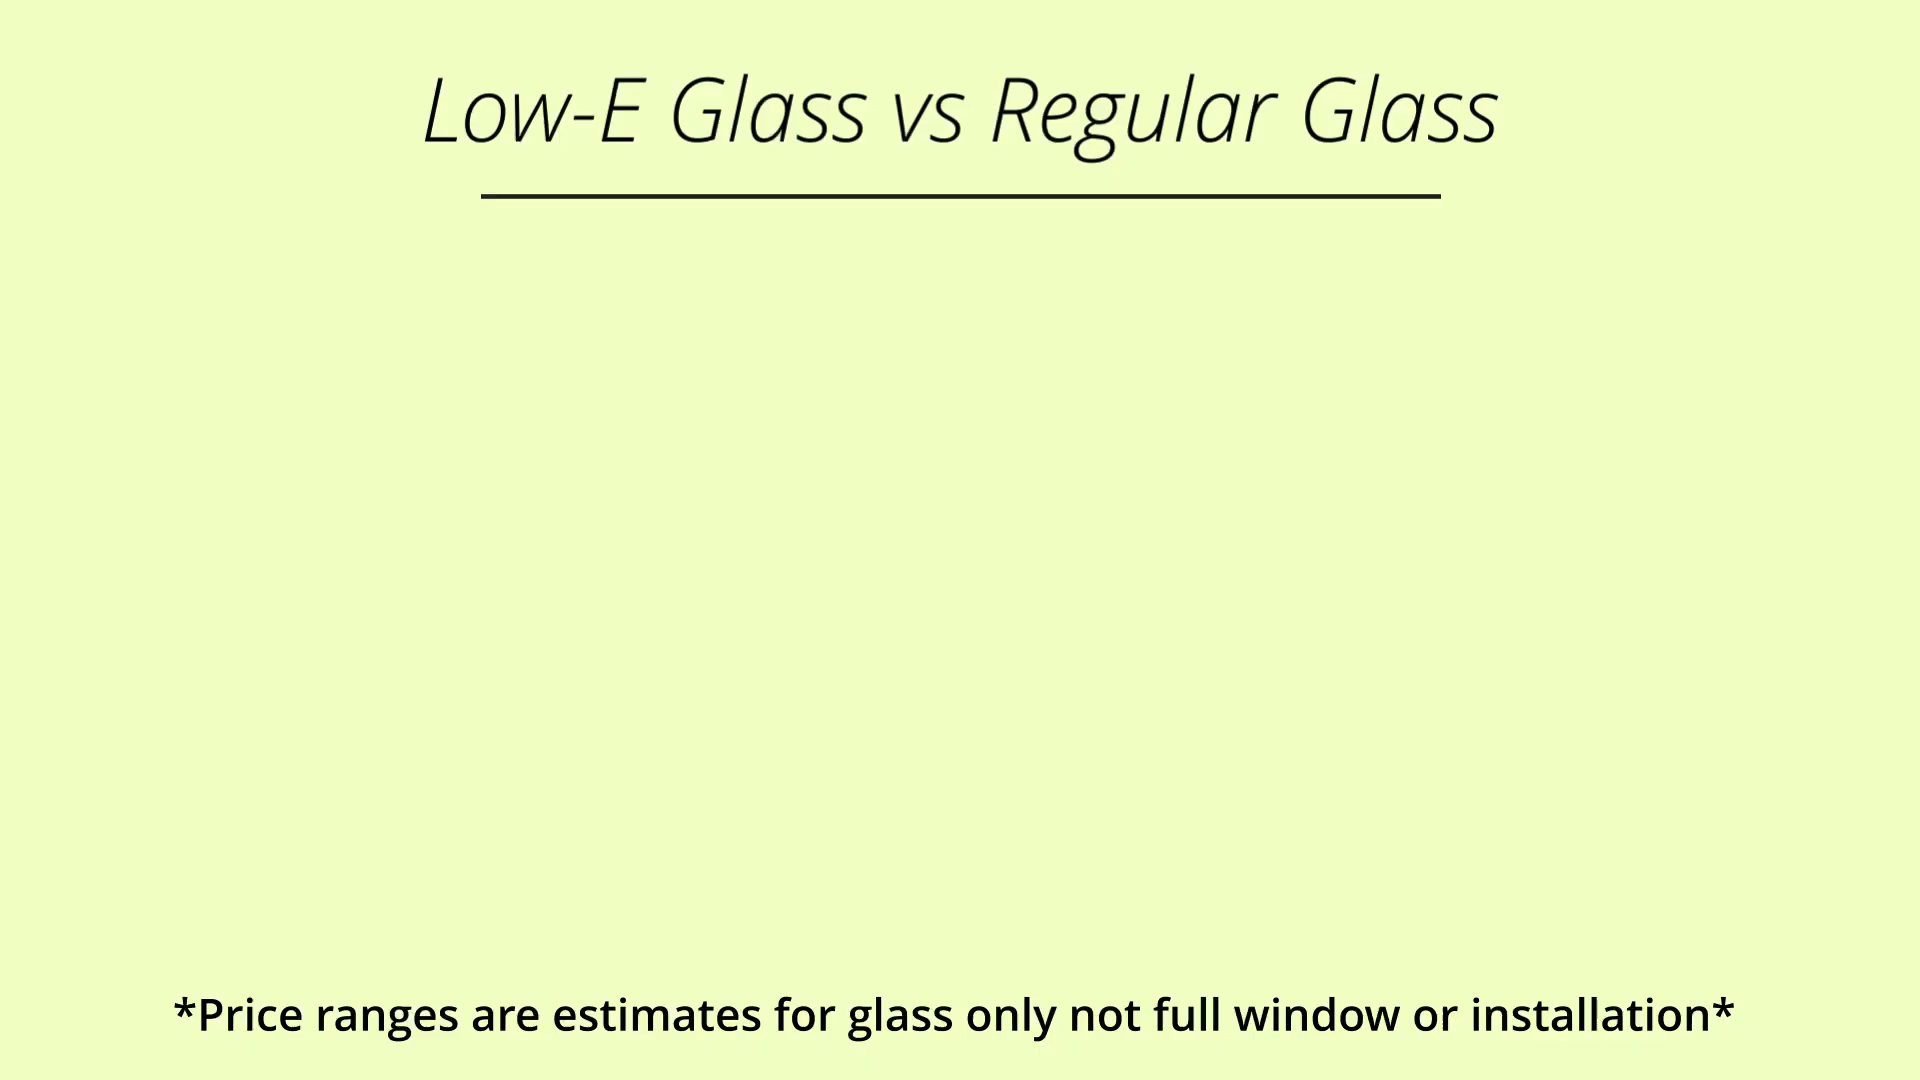 Low-E Glass vs Regular Glass
*Price ranges are estimates for glass only not full window or installation*